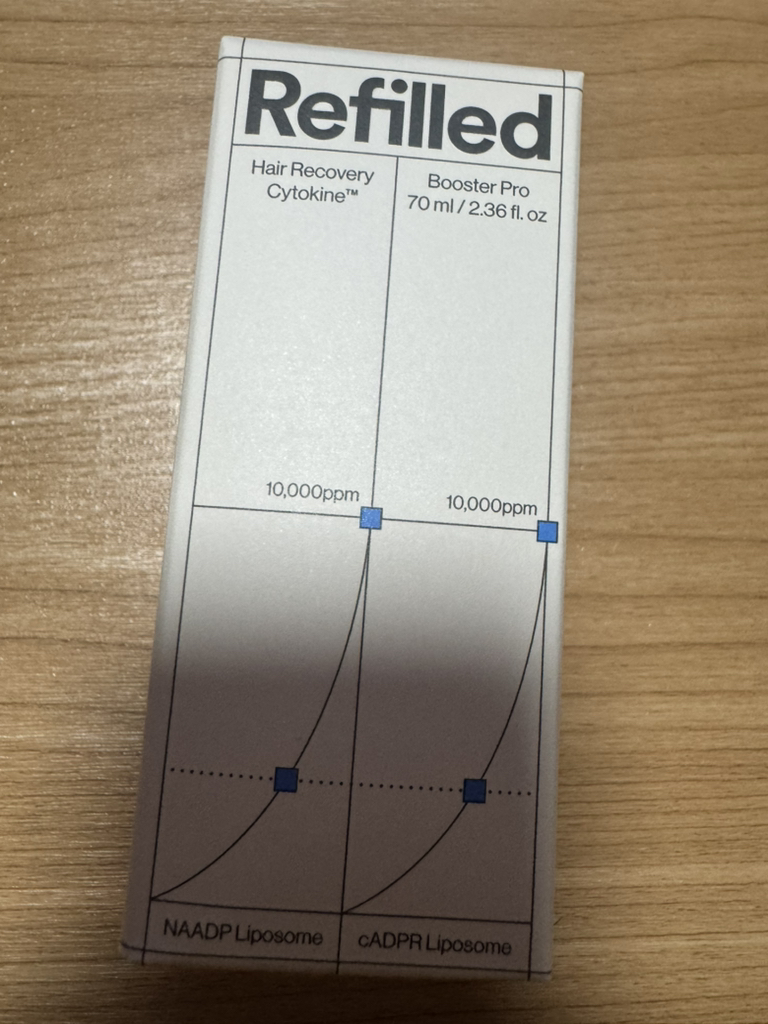 Refilled
Hair Recovery
Cytokine™
Booster Pro
70 ml / 2.36 fl. oz
10,000ppm
10,000ppm
NAADP Liposome
cADPR Liposome